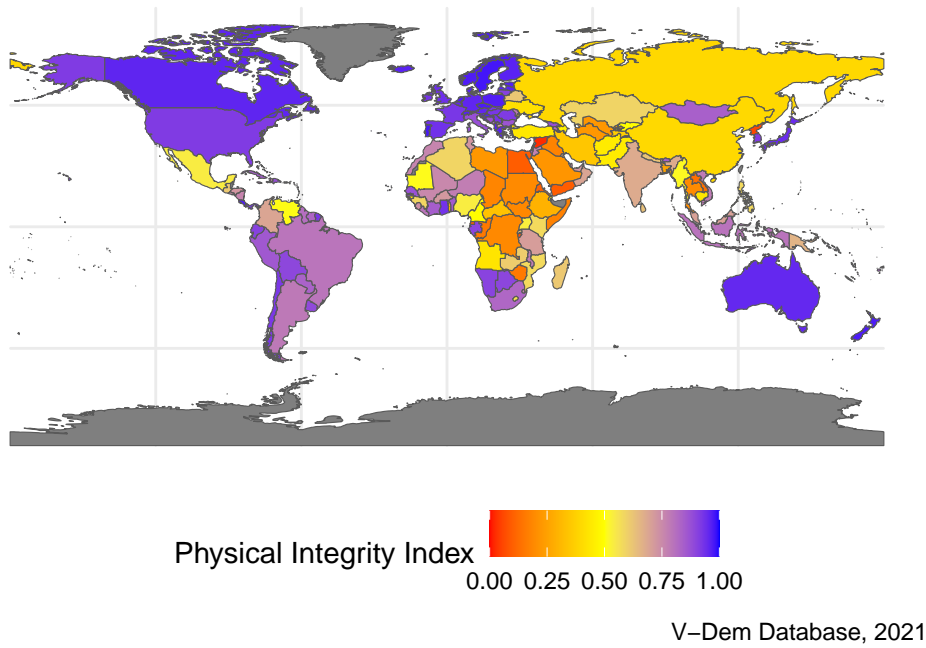 Physical Integrity Index
0.00 0.25 0.50 0.75 1.00
V−Dem Database, 2021